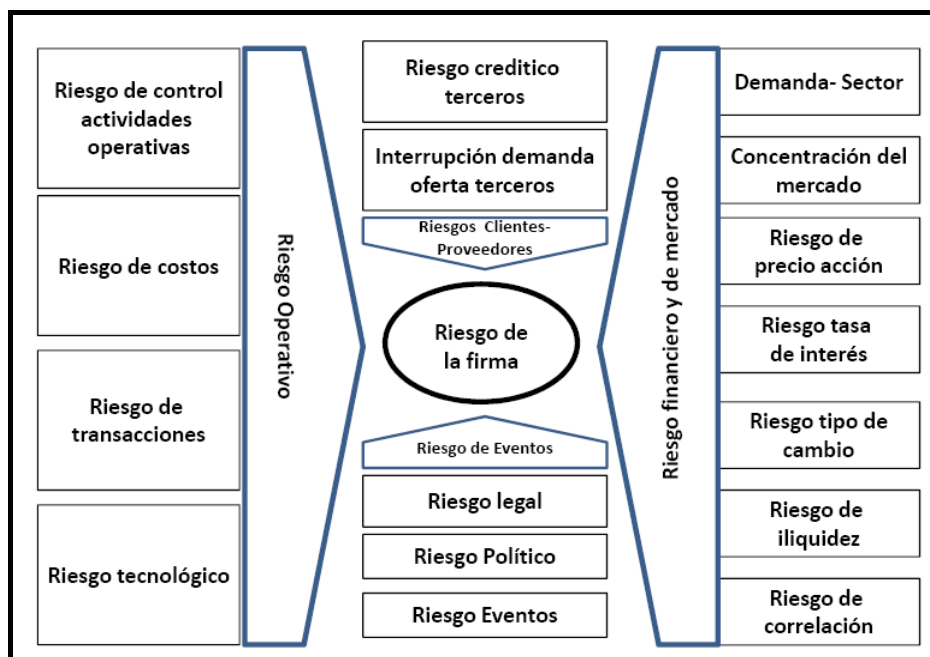 Riesgo de control
actividades
operativas
Riesgo de costos
Riesgo de
transacciones
Riesgo tecnológico
Riesgo Operativo
Riesgo creditico
terceros
Interrupción demanda
oferta terceros
Riesgos Clientes-
Proveedores
Riesgo de
la firma
Riesgo de Eventos
Riesgo legal
Riesgo Político
Riesgo Eventos
Riesgo financiero y de mercado
Demanda- Sector
Concentración del
mercado
Riesgo de
precio acción
Riesgo tasa
de interés
Riesgo tipo de
cambio
Riesgo de
iliquidez
Riesgo de
correlación